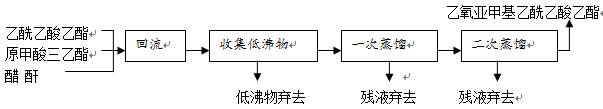 乙氧亚甲基乙酰乙酸乙酯
乙酰乙酸乙酯
原甲酸三乙酯
醋 酐
回流
收集低沸物
一次蒸馏
二次蒸馏
低沸物弃去
残液弃去
残液弃去